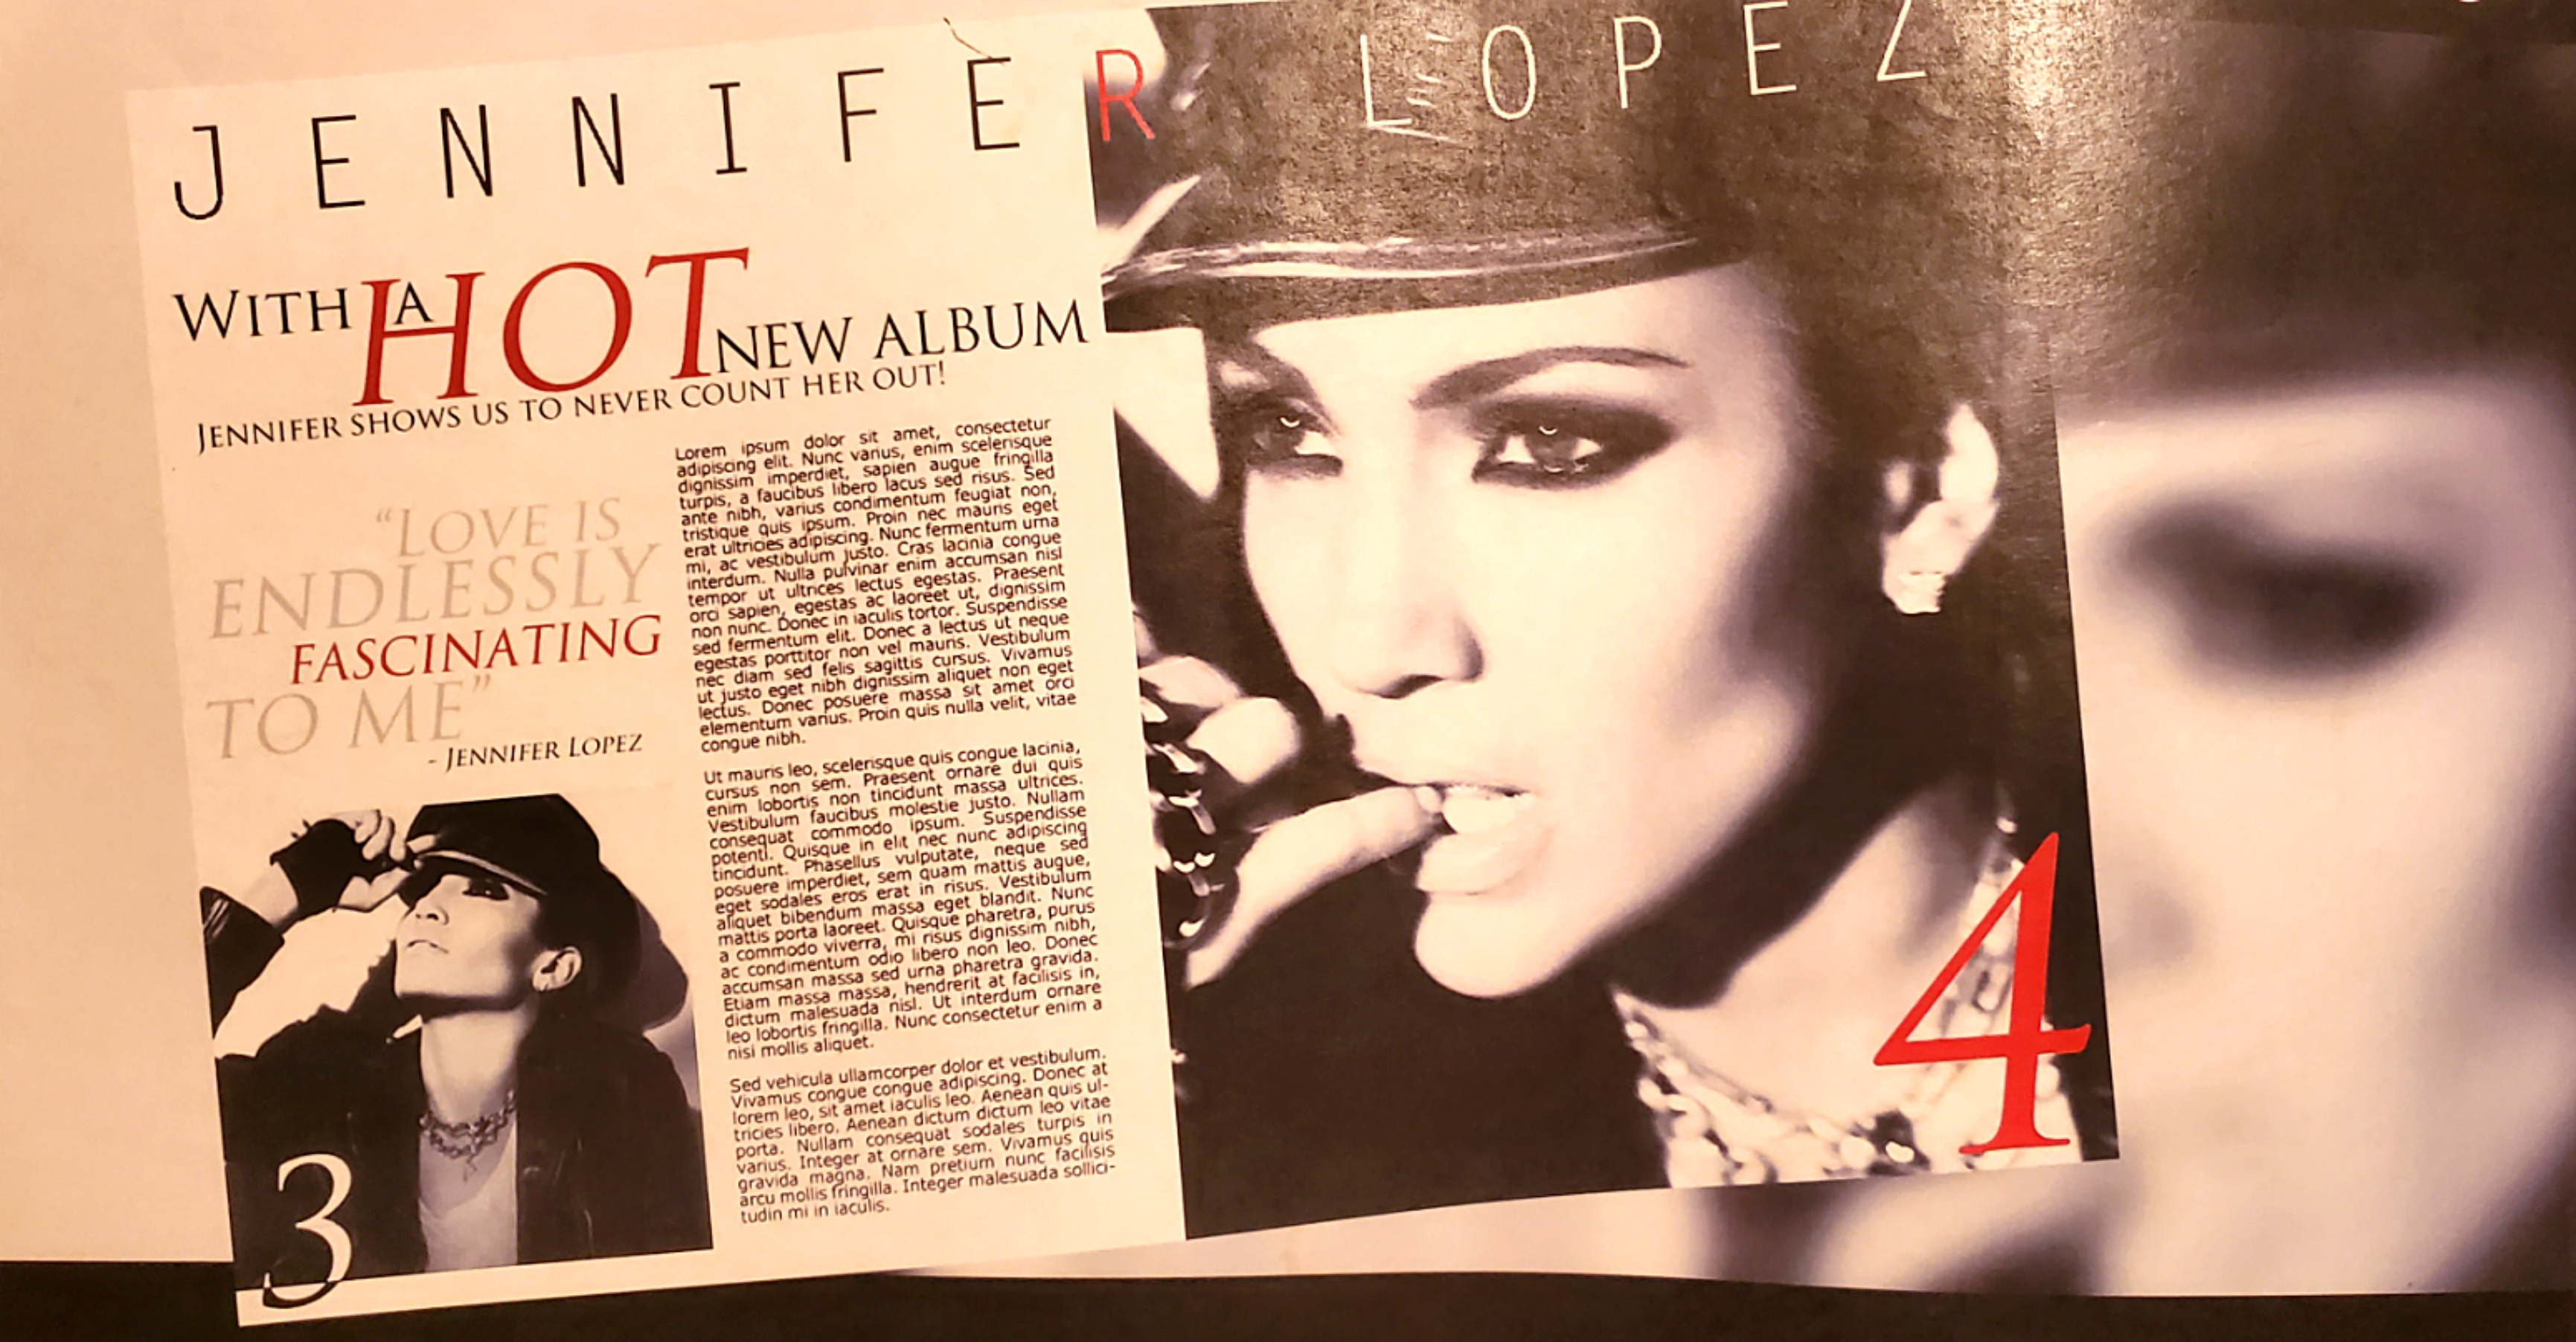 JENNIFER LOPEZ
WITH A HOT NEW ALBUM
JENNIFER SHOWS US TO NEVER COUNT HER OUT!
"LOVE IS
ENDLESSLY
FASCINATING
TO ME"
- JENNIFER LOPEZ
3
Lorem ipsum dolor sit amet, consectetur
adipiscing elit. Nunc varius, enim scelerisque
dignissim imperdiet, sapien augue fringilla
turpis, a faucibus libero lacus sed risus. Sed
ante nibh, varius condimentum feugiat non,
tristique quis ipsum. Proin nec mauris eget
erat ultricies adipiscing. Nunc fermentum urna
mi, ac vestibulum justo. Cras lacinia congue
interdum. Nulla pulvinar enim accumsan nisl
tempor ut ultrices lectus egestas. Praesent
orci sapien, egestas ac laoreet ut, dignissim
non nunc. Donec in iaculis tortor. Suspendisse
sed fermentum elit. Donec a lectus ut neque
egestas porttitor non vel mauris. Vestibulum
nec diam sed felis sagittis cursus. Vivamus
ut justo eget nibh dignissim aliquet non eget
lectus. Donec posuere massa sit amet orci
elementum varius. Proin quis nulla velit, vitae
congue nibh.
Ut mauris leo, scelerisque quis congue lacinia,
cursus non sem. Praesent ornare dui quis
enim lobortis non tincidunt massa ultrices.
Vestibulum faucibus molestie justo. Nullam
consequat commodo ipsum. Suspendisse
potenti. Quisque in elit nec nunc adipiscing
tincidunt. Phasellus vulputate, neque sed
posuere imperdiet, sem quam mattis augue,
eget sodales eros erat in risus. Vestibulum
aliquet bibendum massa eget blandit. Nunc
mattis porta laoreet. Quisque pharetra, purus
a commodo viverra, mi risus dignissim nibh,
ac condimentum odio libero non leo. Donec
accumsan massa sed urna pharetra gravida.
Etiam massa massa, hendrerit at facilisis in,
dictum malesuada nisl. Ut interdum ornare
leo lobortis fringilla. Nunc consectetur enim a
nisi mollis aliquet.
Sed vehicula ullamcorper dolor et vestibulum.
Vivamus congue congue adipiscing. Donec at
lorem leo, sit amet iaculis leo. Aenean quis ul-
tricies libero. Aenean dictum dictum leo vitae
porta. Nullam consequat sodales turpis in
varius. Integer at ornare sem. Vivamus quis
gravida magna. Nam pretium nunc facilisis
arcu mollis fringilla. Integer malesuada sollici-
tudin mi in iaculis.
4